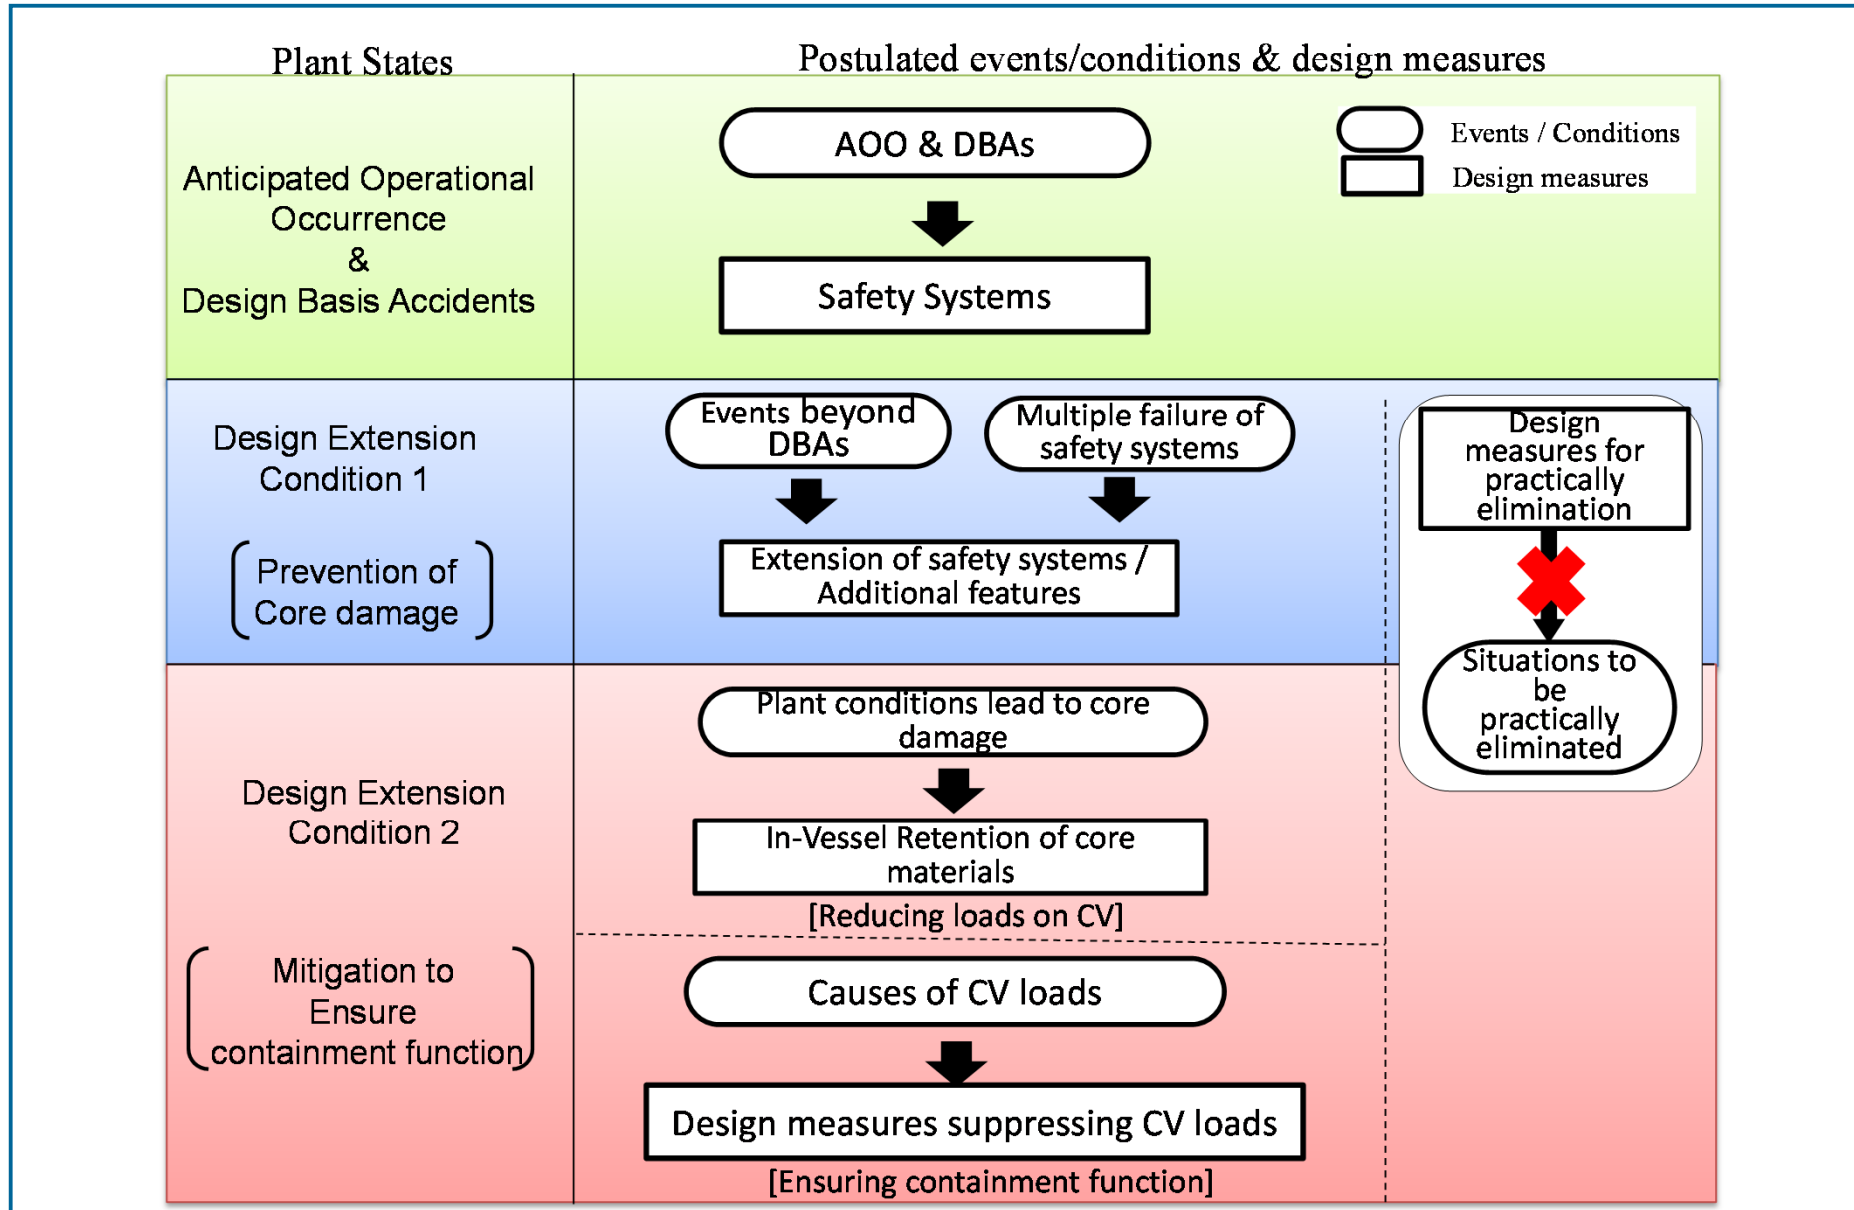 Plant States
Postulated events/conditions & design measures
Anticipated Operational
Occurrence
&
Design Basis Accidents
AOO & DBAs
Safety Systems
Events / Conditions
Design measures
Design Extension
Condition 1
Prevention of
Core damage
Events beyond
DBAs
Multiple failure of
safety systems
Extension of safety systems /
Additional features
Design
measures for
practically
elimination
Situations to
be
practically
eliminated
Design Extension
Condition 2
Mitigation to
Ensure
containment function
Plant conditions lead to core
damage
In-Vessel Retention of core
materials
[Reducing loads on CV]
Causes of CV loads
Design measures suppressing CV loads
[Ensuring containment function]